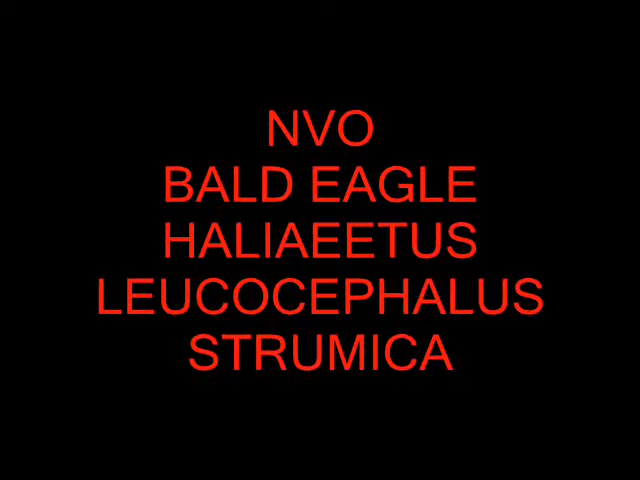 NVO
BALD EAGLE
HALIAEETUS
LEUCOCEPHALUS
STRUMICA